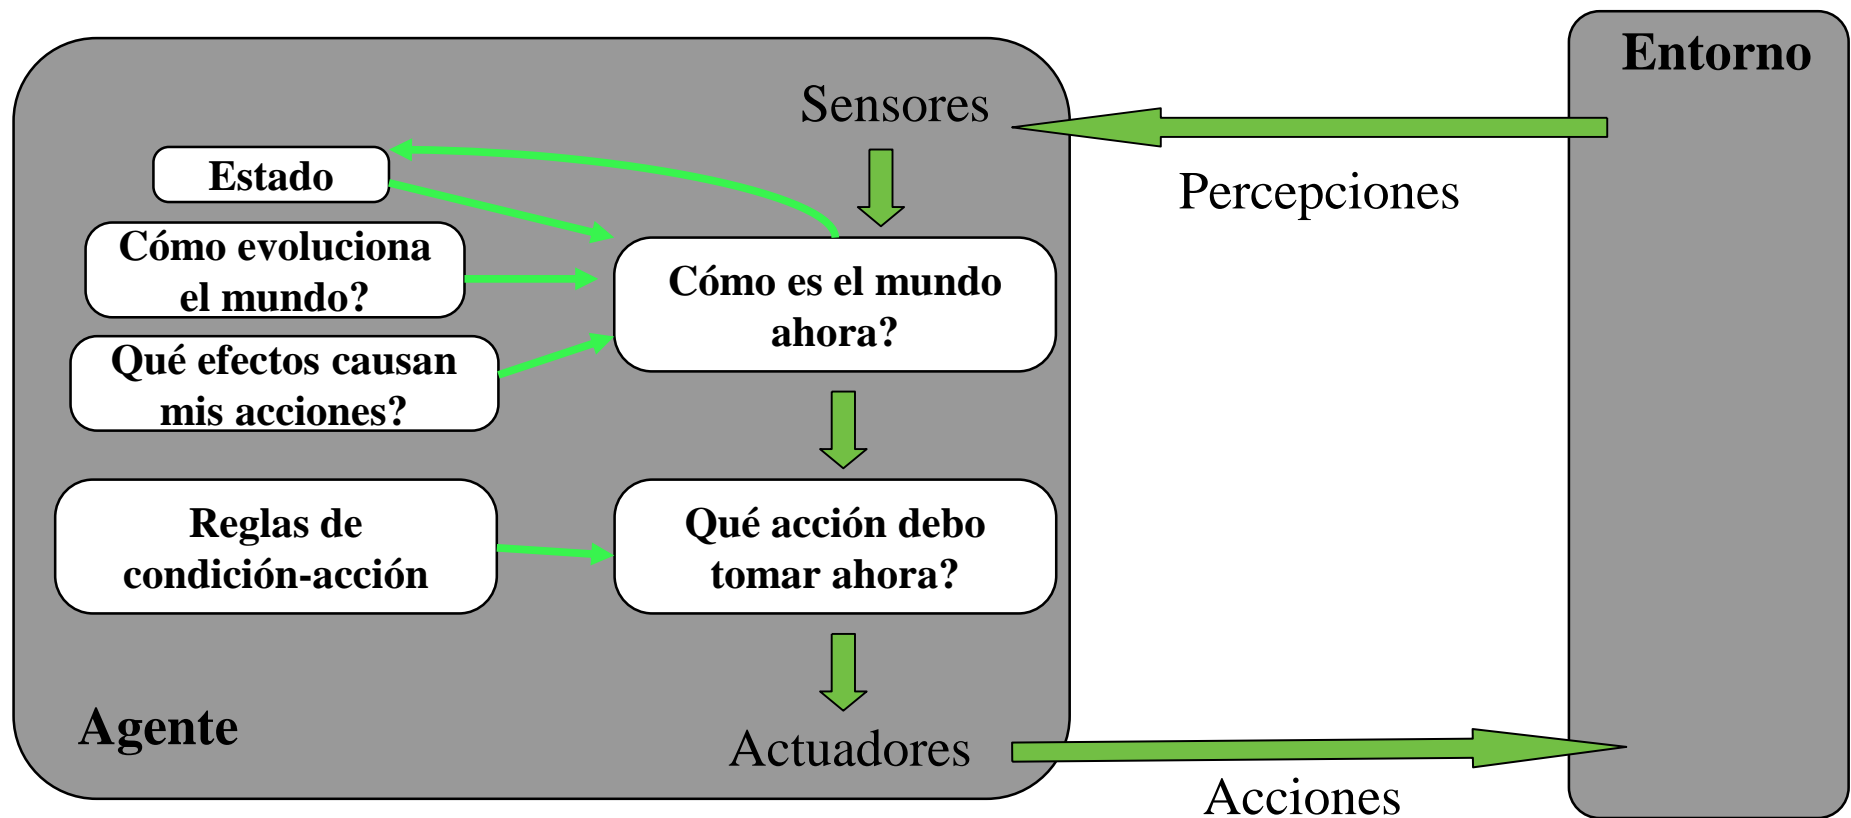 Entorno
Sensores
Percepciones
Estado
Cómo evoluciona
el mundo?
Cómo es el mundo
ahora?
Qué efectos causan
mis acciones?
Reglas de
condición-acción
Qué acción debo
tomar ahora?
Agente
Actuadores
Acciones